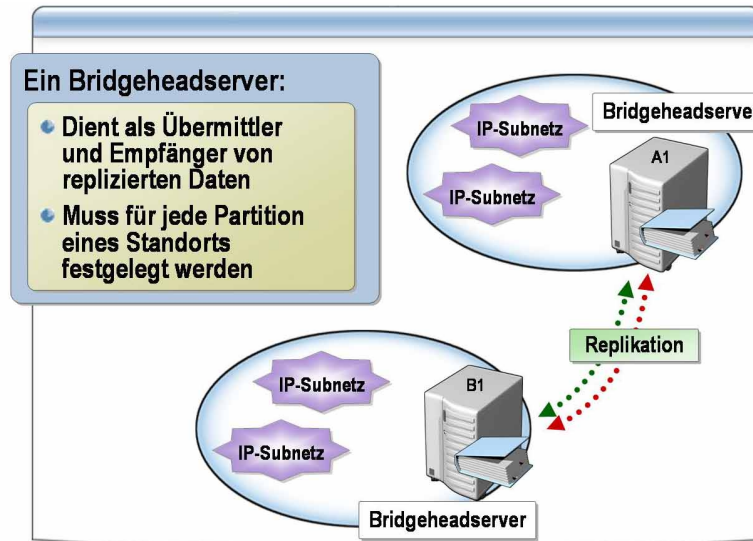 Ein Bridgeheadserver:
Dient als Übermittler
und Empfänger von
replizierten Daten
Muss für jede Partition
eines Standorts
festgelegt werden
Bridgeheadserve
IP-Subnetz
A1
IP-Subnetz
Replikation
IP-Subnetz
B1
IP-Subnetz
Bridgeheadserver